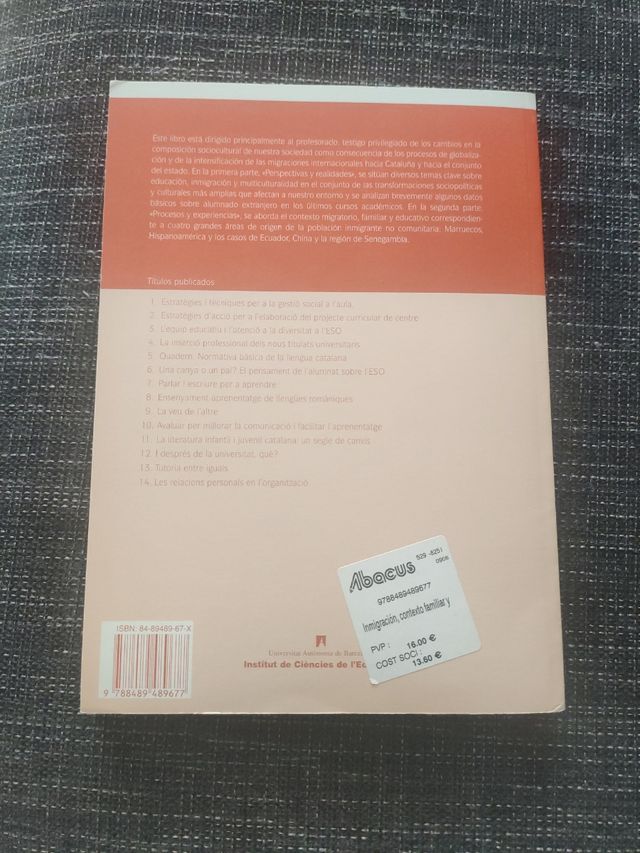 Este libro está dirigido principalmente al profesorado, testigo privilegiado de los cambios en la
composición sociocultural de nuestra sociedad como consecuencia de los procesos de globaliza-
ción y de la intensificación de las migraciones internacionales hacia Cataluña y hacia el conjunto
del estado. En la primera parte, «Perspectivas y realidades», se sitúan diversos temas clave sobre
educación, inmigración y multiculturalidad en el conjunto de las transformaciones sociopolíticas
y culturales más amplias que afectan a nuestro entorno y se analizan brevemente algunos datos
básicos sobre alumnado extranjero en los últimos cursos académicos. En la segunda parte,
«Procesos y experiencias», se aborda el contexto migratorio, familiar y educativo correspondien-
te a cuatro grandes áreas de origen de la población inmigrante no comunitaria: Marruecos,
Hispanoamérica y los casos de Ecuador, China y la región de Senegambia.
Títulos publicados
1. Estratègies i tècniques per a la gestió social a l'aula.
2. Estratègies d'acció per a l'elaboració del projecte curricular de centre
3. L'equip educatiu i l'atenció a la diversitat a l'ESO
4. La inserció professional dels nous titulats universitaris
5. Quadern. Normativa bàsica de la llengua catalana
6. Una canya o un pal? El pensament de l'alumnat sobre l'ESO
7. Parlar i escriure per a aprendre
8. Ensenyament aprenentatge de llengües romàniques
9. La veu de l'altre
10. Avaluar per millorar la comunicació i facilitar l'aprenentatge
11. La literatura infantil i juvenil catalana: un segle de canvis
12. I després de la universitat, què?
13. Tutoria entre iguals
14. Les relacions personals en l'organització
Abacus
529 -8251
0906
9788489489677
Inmigración, contexto familiar y
PVP : 16.00 €
COST SOCI : 13.60 €
ISBN: 84-89489-67-X
9 788489 489677
Universitat Autònoma de Barce
Institut de Ciències de l'Ed